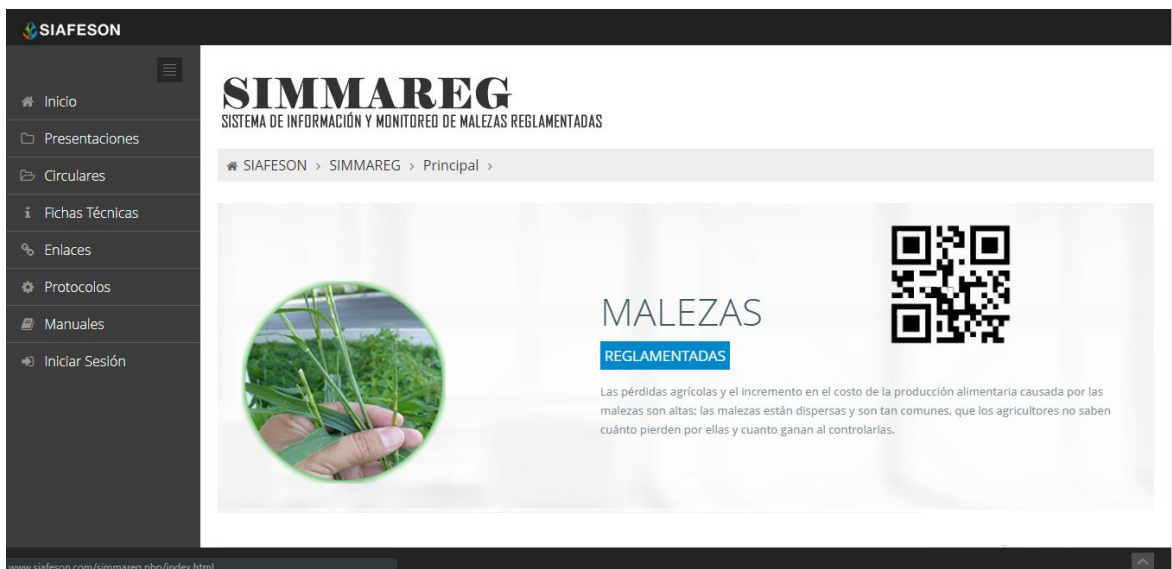 SIAFESON
Inicio
Presentaciones
Circulares
Fichas Técnicas
Enlaces
Protocolos
Manuales
Iniciar Sesión
SIMMAREG
SISTEMA DE INFORMACIÓN Y MONITOREO DE MALEZAS REGLAMENTADAS
SIAFESON > SIMMAREG > Principal >
MALEZAS
REGLAMENTADAS
Las pérdidas agrícolas y el incremento en el costo de la producción alimentaria causada por las
malezas son altas; las malezas están dispersas y son tan comunes, que los agricultores no saben
cuánto pierden por ellas y cuanto ganan al controlarlas.
www.siafeson.com/simmareg.php/index.html